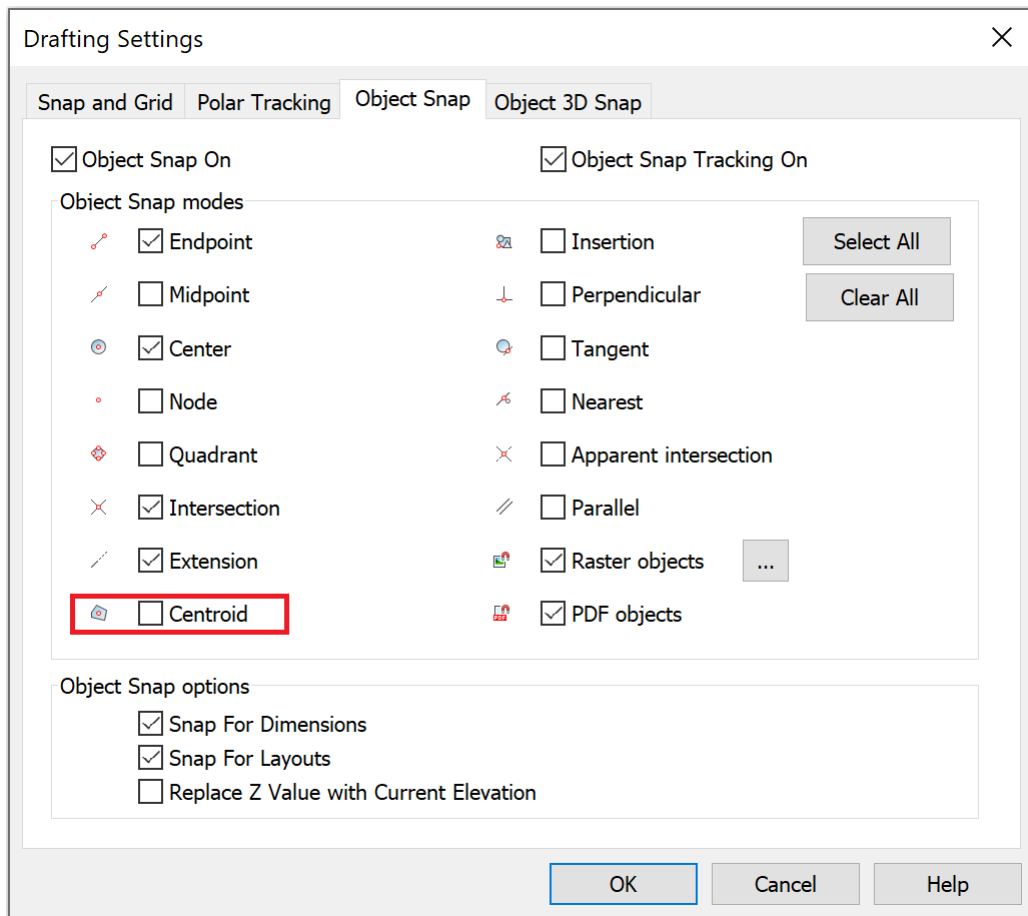 Drafting Settings
Snap and Grid Polar Tracking Object Snap Object 3D Snap
Object Snap On Object Snap Tracking On
Object Snap modes
Endpoint Insertion Select All
Midpoint Perpendicular Clear All
Center Tangent
Node Nearest
Quadrant Apparent intersection
Intersection Parallel
Extension Raster objects ...
Centroid PDF PDF objects
Object Snap options
Snap For Dimensions
Snap For Layouts
Replace Z Value with Current Elevation
OK Cancel Help